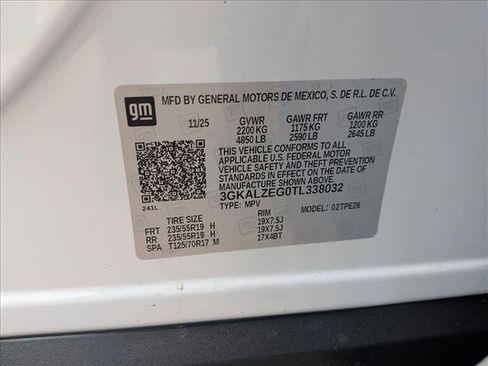 gm
MFD BY GENERAL MOTORS DE MEXICO, S. DE R.L. DE C.V.
11/25 GVWR GAWR FRT GAWR RR
2200 KG 1175 KG 1200 KG
4850 LB 2590 LB 2645 LB
THIS VEHICLE CONFORMS TO ALL
APPLICABLE U.S. FEDERAL MOTOR
VEHICLE SAFETY AND THEFT PREVENTION
STANDARDS IN EFFECT ON THE DATE OF
MANUFACTURE SHOWN ABOVE.
3GKALZEG0TL338032
TYPE: MPV MODEL: 02TPE26
241L
TIRE SIZE RIM
FRT 235/55R19 H 19X7.5J
RR 235/55R19 H 19X7.5J
SPA T125/70R17 M 17X4BT